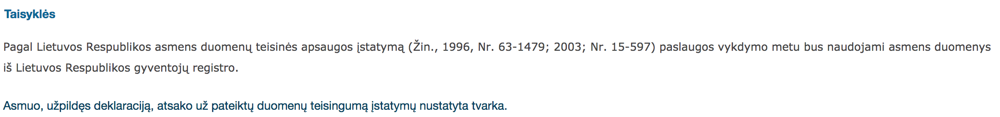 Taisyklės
Pagal Lietuvos Respublikos asmens duomenų teisinės apsaugos įstatymą (Žin., 1996, Nr. 63-1479; 2003; Nr. 15-597) paslaugos vykdymo metu bus naudojami asmens duomenys
iš Lietuvos Respublikos gyventojų registro.
Asmuo, užpildęs deklaraciją, atsako už pateiktų duomenų teisingumą įstatymų nustatyta tvarka.